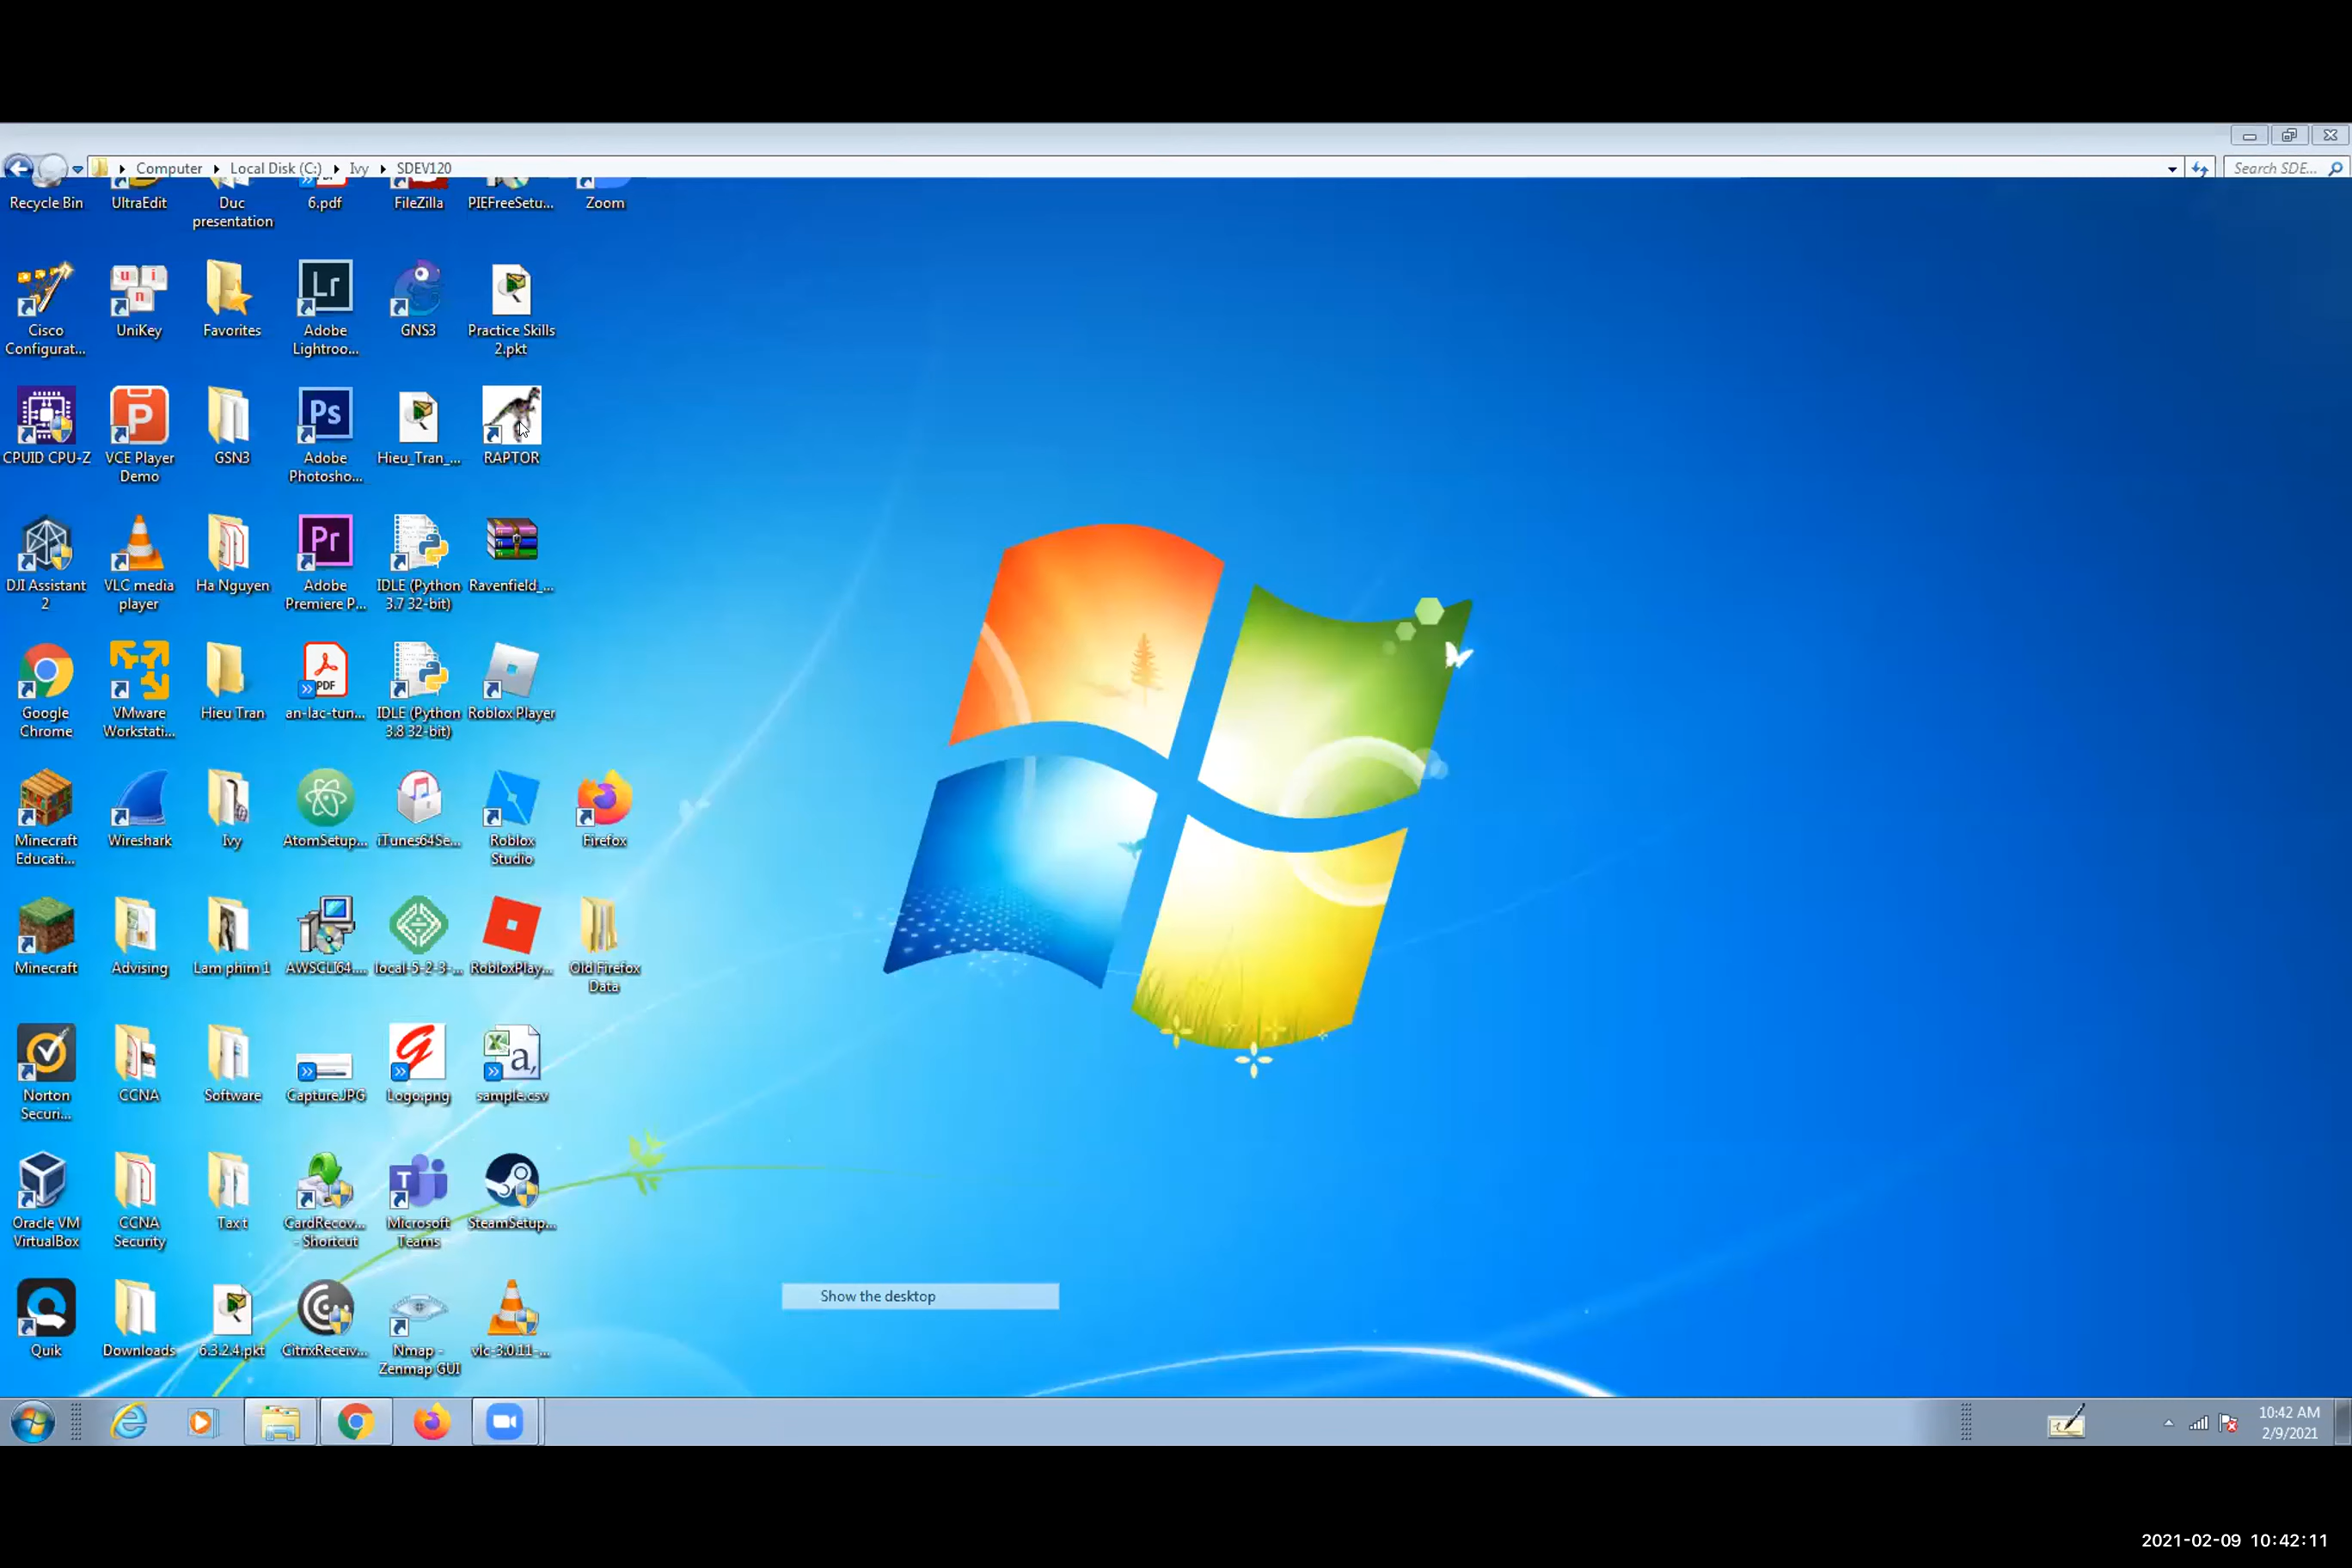 Computer Local Disk (C:) Ivy SDEV120
Search SDE...
Recycle Bin
UltraEdit
Duc
presentation
6.pdf
FileZilla
PIEFreeSetu...
Zoom
Cisco
Configurat...
UniKey
Favorites
Adobe
Lightroo...
GNS3
Practice Skills
2.pkt
CPUID CPU-Z
VCE Player
Demo
GSN3
Adobe
Photosho...
Hieu_Tran_...
RAPTOR
DJI Assistant
2
VLC media
player
Ha Nguyen
Adobe
Premiere P...
IDLE (Python
3.7 32-bit)
Ravenfield_...
Google
Chrome
VMware
Workstati...
Hieu Tran
an-lac-tun...
IDLE (Python
3.8 32-bit)
Roblox Player
Minecraft
Educati...
Wireshark
Ivy
AtomSetup...
iTunes64Se...
Roblox
Studio
Firefox
Minecraft
Advising
Lam phim 1
AWSCLI64....
local-5-2-3-...
RobloxPlay...
Old Firefox
Data
Norton
Securi...
CCNA
Software
Capture.JPG
Logo.png
sample.csv
Oracle VM
VirtualBox
CCNA
Security
Tax t
CardRecov...
- Shortcut
Microsoft
Teams
SteamSetup...
Show the desktop
Quik
Downloads
6.3.2.4.pkt
CitrixReceiv...
Nmap -
Zenmap GUI
vlc-3.0.11-...
10:42 AM
2/9/2021
2021-02-09 10:42:11